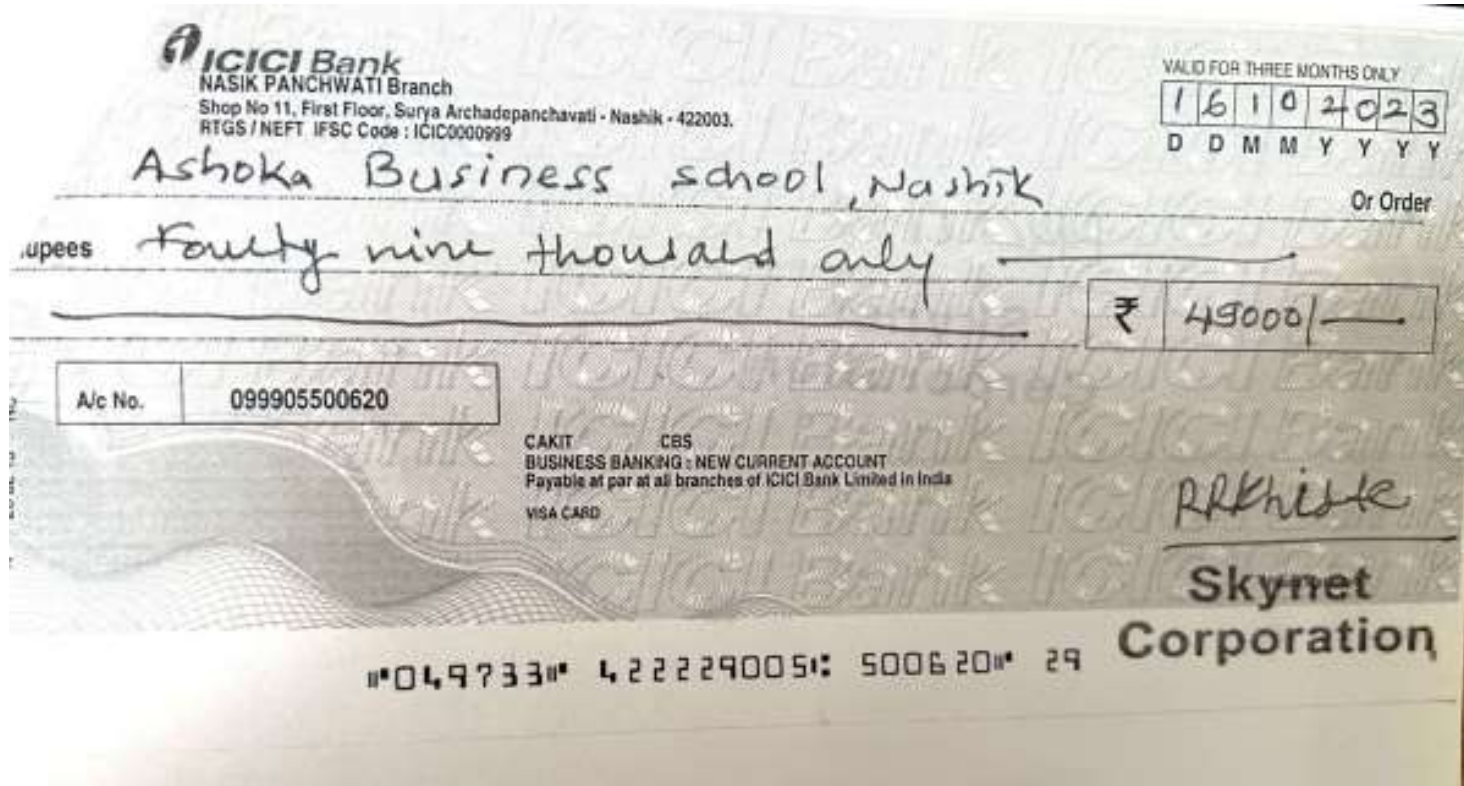 ICICI Bank
NASIK PANCHWATI Branch
Shop No 11, First Floor, Surya Archadepanchavati - Nashik - 422003.
RTGS / NEFT IFSC Code : ICIC0000999
VALID FOR THREE MONTHS ONLY
1 6 1 0 2 0 2 3
D D M M Y Y Y Y
Ashoka Business school, Nashik
Or Order
upees Fourty nine thousand only
₹ 49000/-
A/c No. 099905500620
CAKIT CBS
BUSINESS BANKING : NEW CURRENT ACCOUNT
Payable at par at all branches of ICICI Bank Limited in India
VISA CARD
RRKhiste
Skynet
Corporation
⑈049733⑈ 422229005⑆ 500620⑈ 29